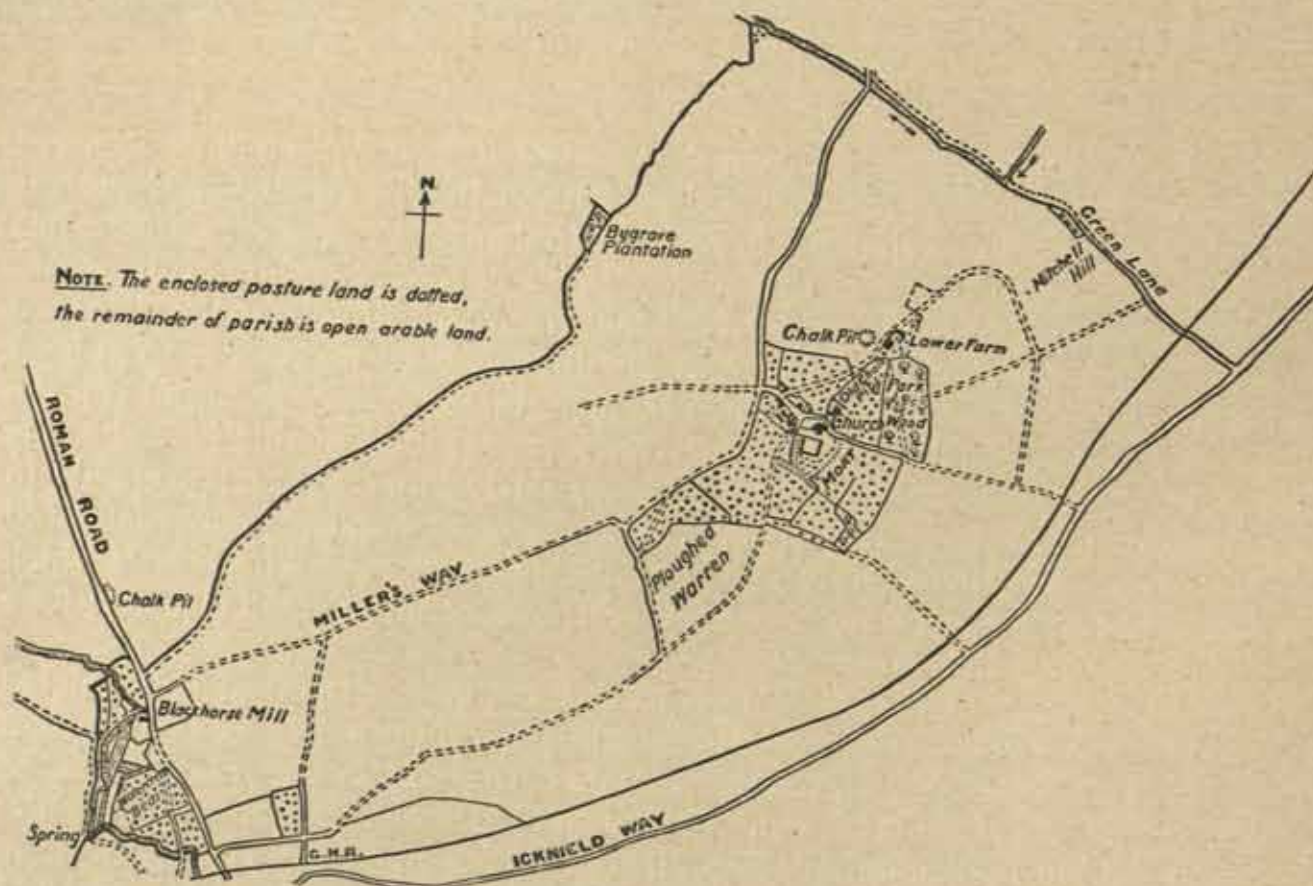 N.
Bygrave
Plantation
NOTE. The enclosed pasture land is dotted,
the remainder of parish is open arable land.
Green Lane
Mitchell
Hill
Chalk Pit
Lower Farm
Park
Wood
Church
MOAT
ROMAN ROAD
Chalk Pit
MILLER'S WAY
Ploughed
Warren
Blackhorse Mill
Spring
G.N.R.
ICKNIELD WAY